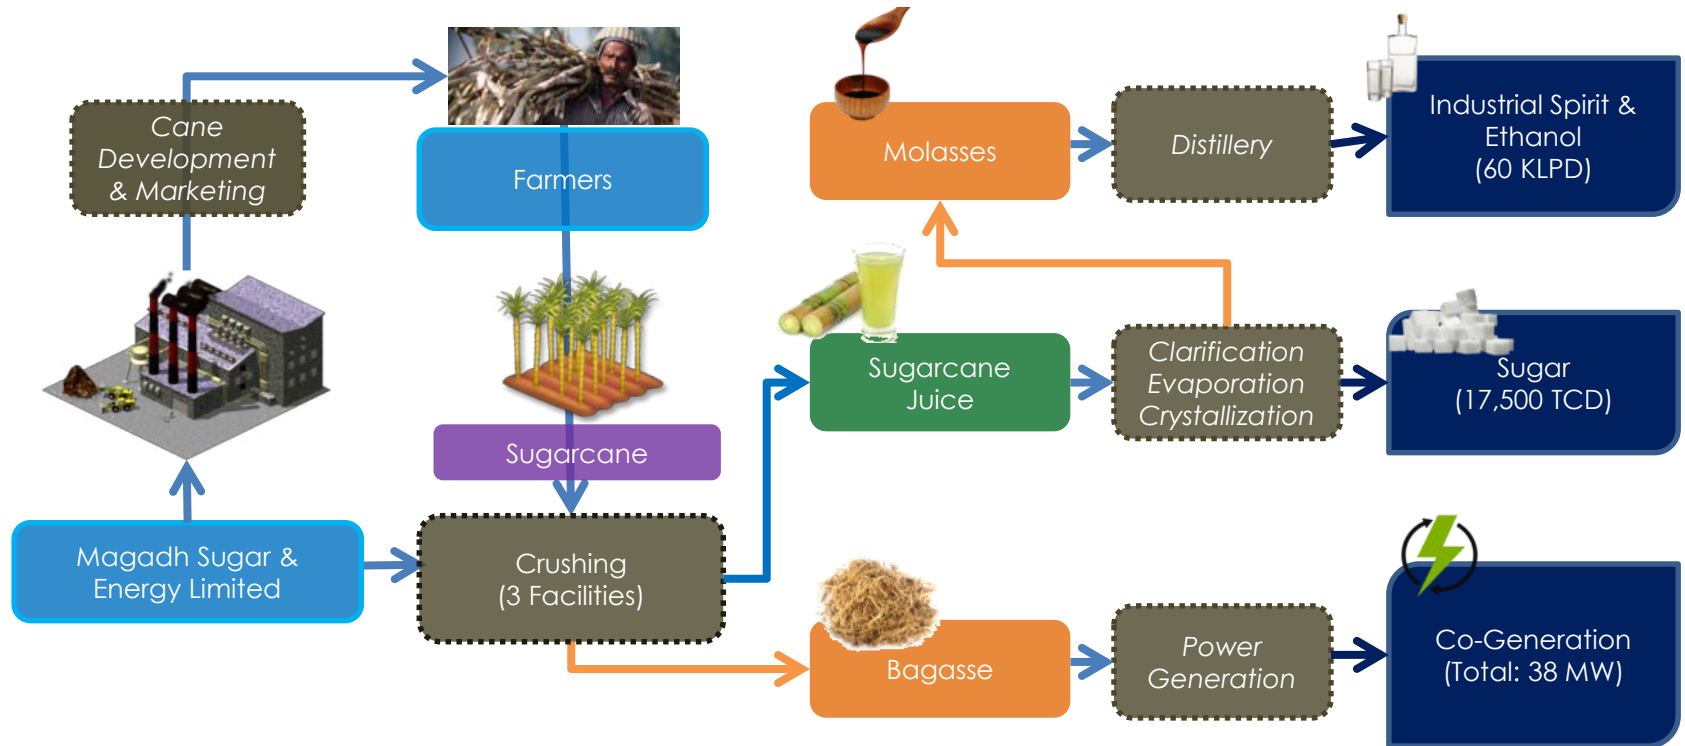 Cane
Development
& Marketing
Farmers
Sugarcane
Magadh Sugar &
Energy Limited
Crushing
(3 Facilities)
Molasses
Distillery
Industrial Spirit &
Ethanol
(60 KLPD)
Sugarcane
Juice
Clarification
Evaporation
Crystallization
Sugar
(17,500 TCD)
Bagasse
Power
Generation
Co-Generation
(Total: 38 MW)